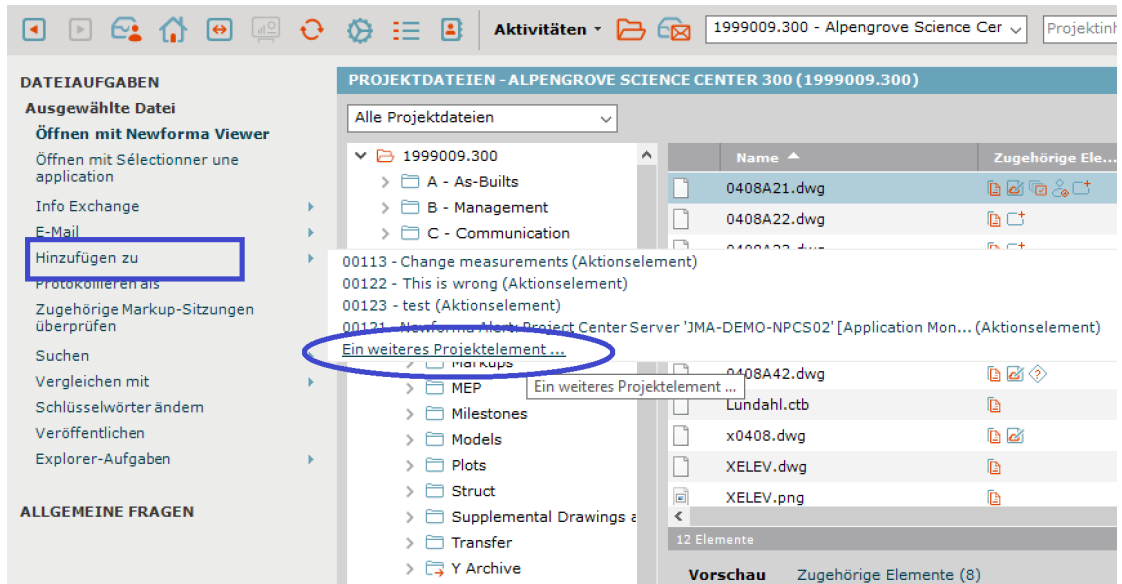 Aktivitäten
1999009.300 - Alpengrove Science Cer
Projektinh
DATEIAUFGABEN
Ausgewählte Datei
Öffnen mit Newforma Viewer
Öffnen mit Sélectionner une
application
Info Exchange
E-Mail
Hinzufügen zu
Protokollieren als
Zugehörige Markup-Sitzungen
überprüfen
Suchen
Vergleichen mit
Schlüsselwörter ändern
Veröffentlichen
Explorer-Aufgaben
ALLGEMEINE FRAGEN
PROJEKTDATEIEN - ALPENGROVE SCIENCE CENTER 300 (1999009.300)
Alle Projektdateien
1999009.300
A - As-Builts
B - Management
C - Communication
00113 - Change measurements (Aktionselement)
00122 - This is wrong (Aktionselement)
00123 - test (Aktionselement)
00121 - Newforma Alert: Project Center Server 'JMA-DEMO-NPCS02' [Application Mon... (Aktionselement)
Ein weiteres Projektelement ...
Ein weiteres Projektelement ...
Markups
MEP
Milestones
Models
Plots
Struct
Supplemental Drawings a
Transfer
Y Archive
Name Zugehörige Ele...
0408A21.dwg
0408A22.dwg
0408A23.dwg
0408A42.dwg
Lundahl.ctb
x0408.dwg
XELEV.dwg
XELEV.png
12 Elemente
Vorschau Zugehörige Elemente (8)